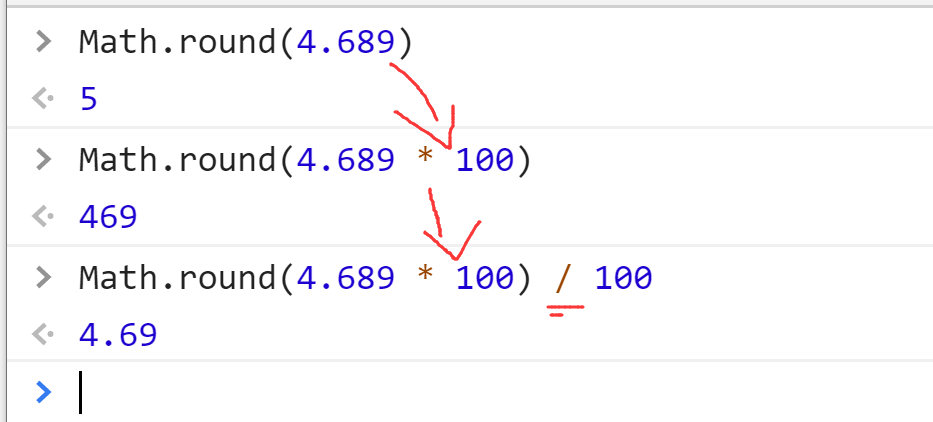 > Math.round(4.689)
5
> Math.round(4.689 * 100)
469
> Math.round(4.689 * 100) / 100
4.69
>